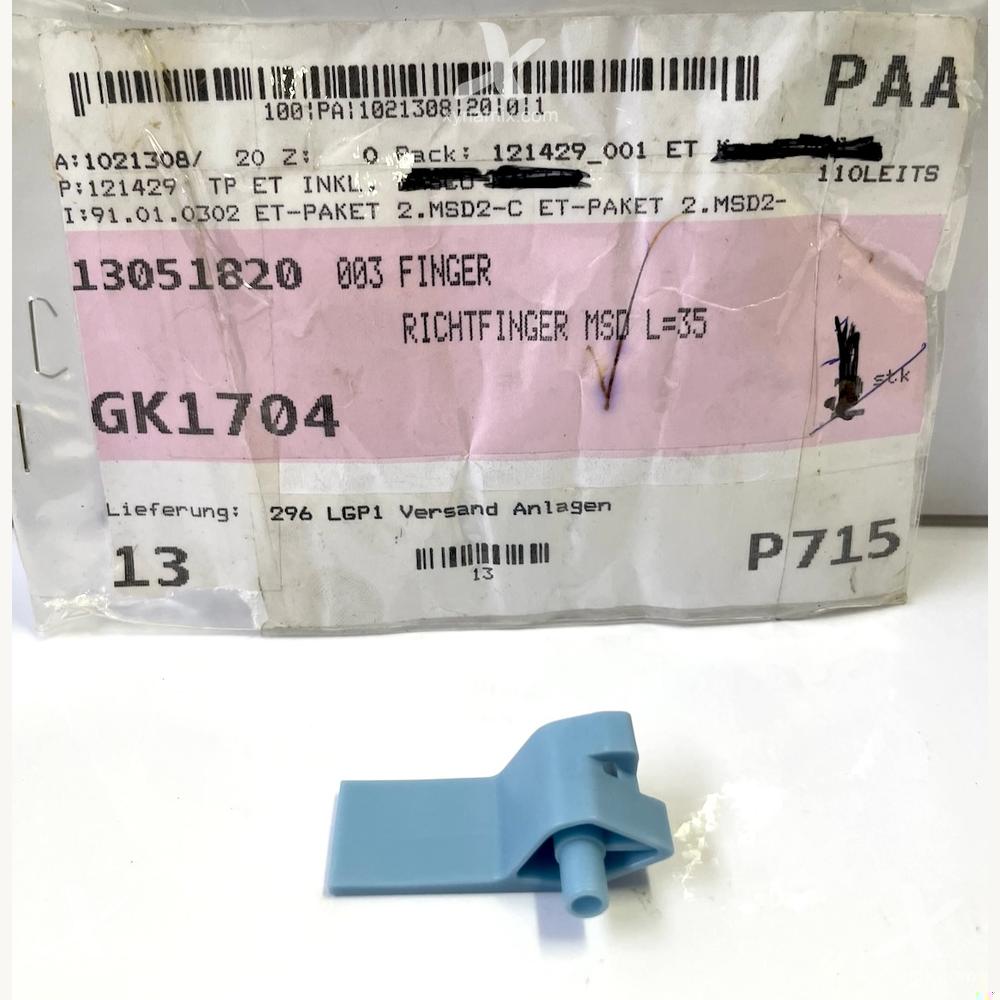 PAA
100|PA|1021308|20|0|1
xynamix.com
A:1021308/ 20 Z: 0 Pack: 121429_001 ET
110LEITS
P:121429 TP ET INKL.
I:91.01.0302 ET-PAKET 2.MSD2-C ET-PAKET 2.MSD2-
13051820 003 FINGER
RICHTFINGER MSD L=35
stk
GK1704
Lieferung: 296 LGP1 Versand Anlagen
13
13
P715